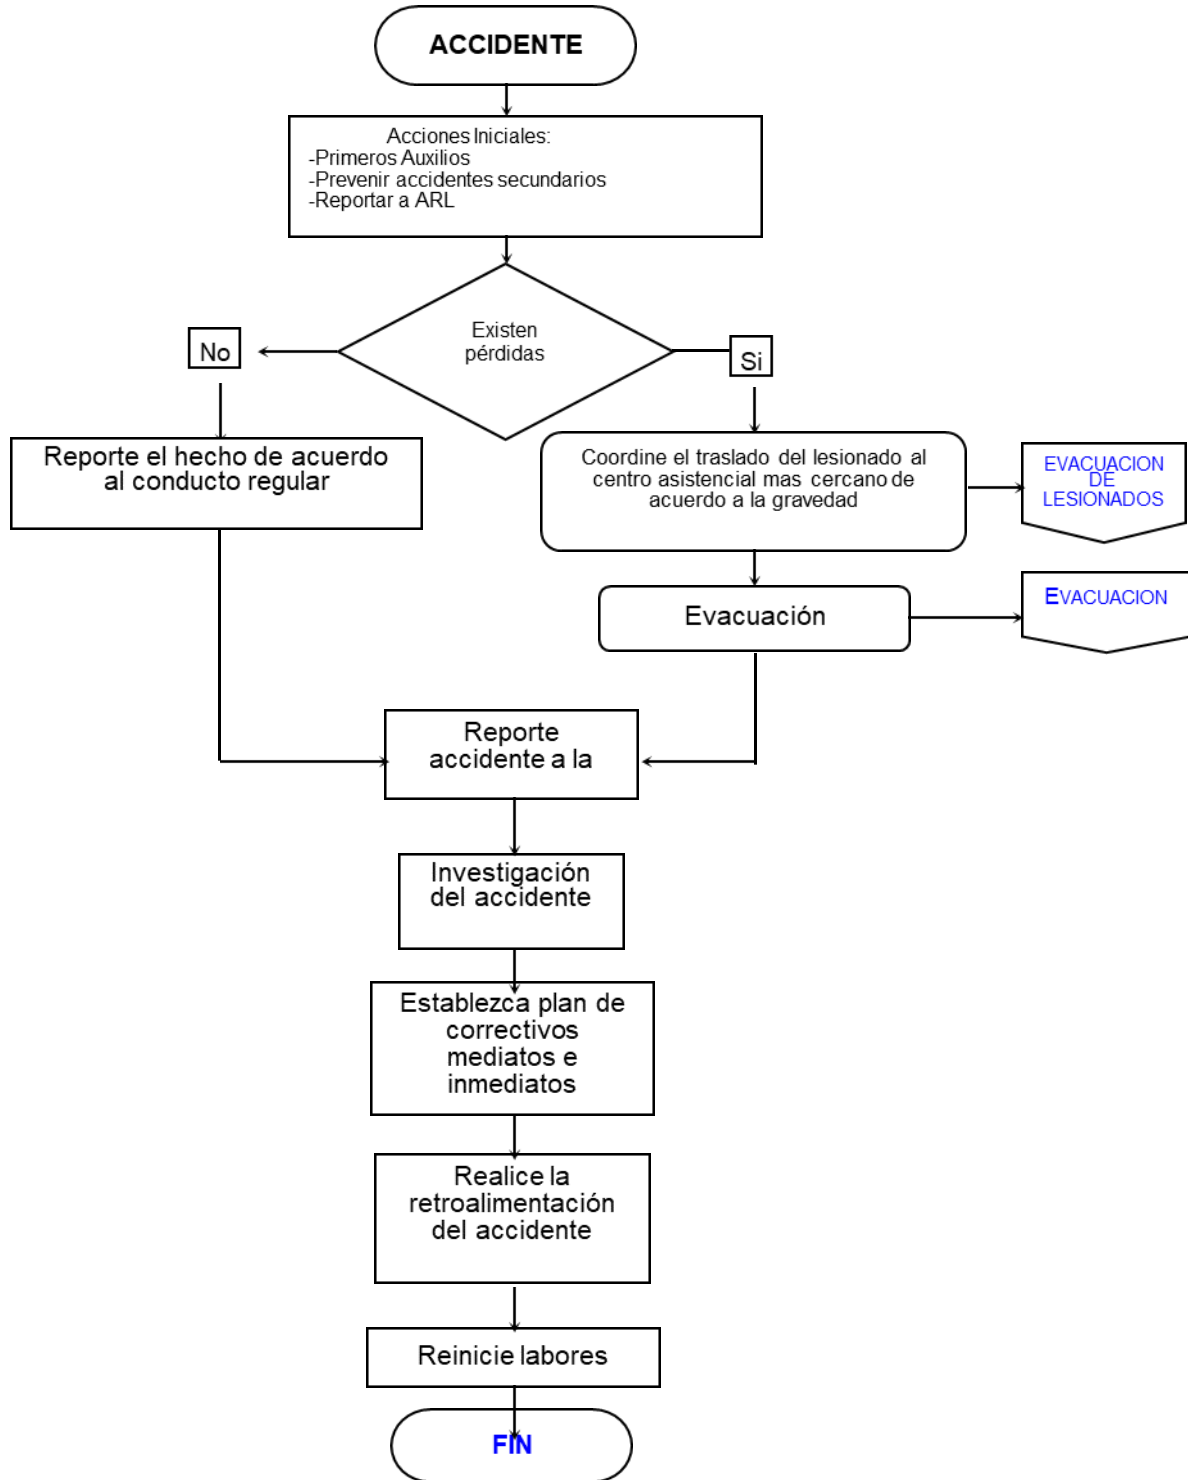 ACCIDENTE
Acciones Iniciales:
-Primeros Auxilios
-Prevenir accidentes secundarios
-Reportar a ARL
Existen
pérdidas
No
Si
Reporte el hecho de acuerdo
al conducto regular
Coordine el traslado del lesionado al
centro asistencial mas cercano de
acuerdo a la gravedad
EVACUACION
DE
LESIONADOS
Evacuación
EVACUACION
Reporte
accidente a la
Investigación
del accidente
Establezca plan de
correctivos
mediatos e
inmediatos
Realice la
retroalimentación
del accidente
Reinicie labores
FIN